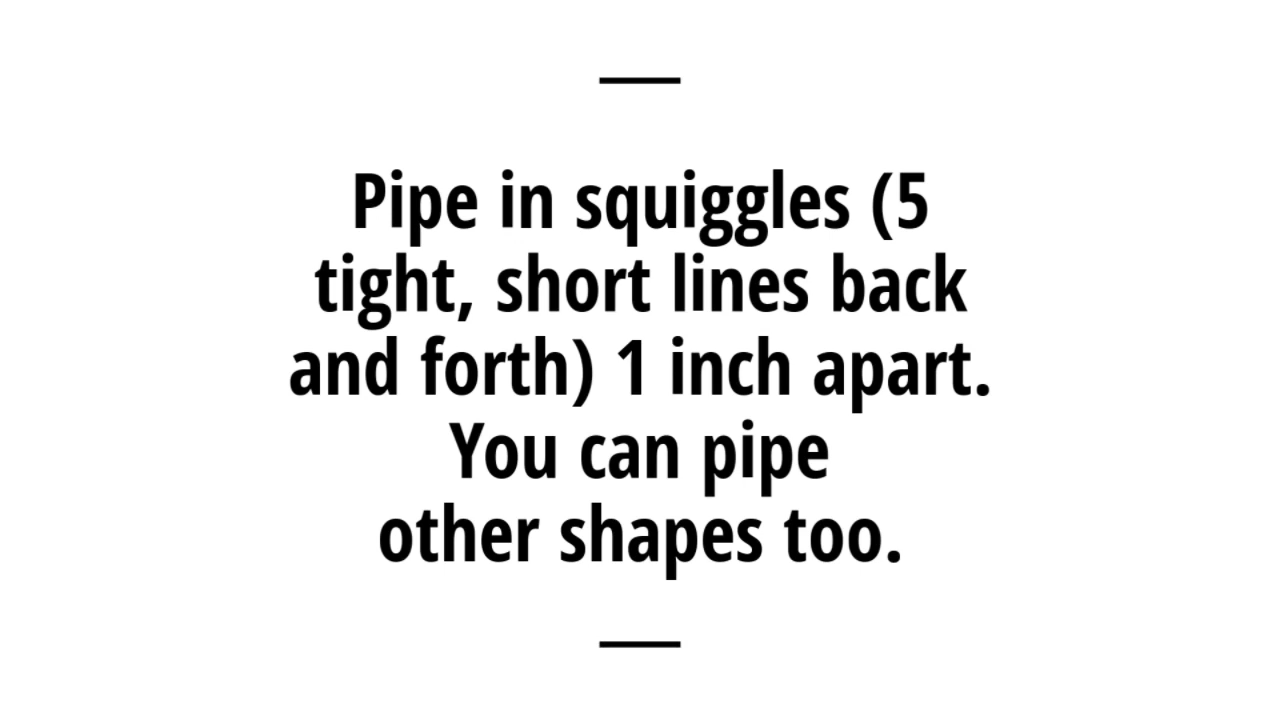 Pipe in squiggles (5
tight, short lines back
and forth) 1 inch apart.
You can pipe
other shapes too.